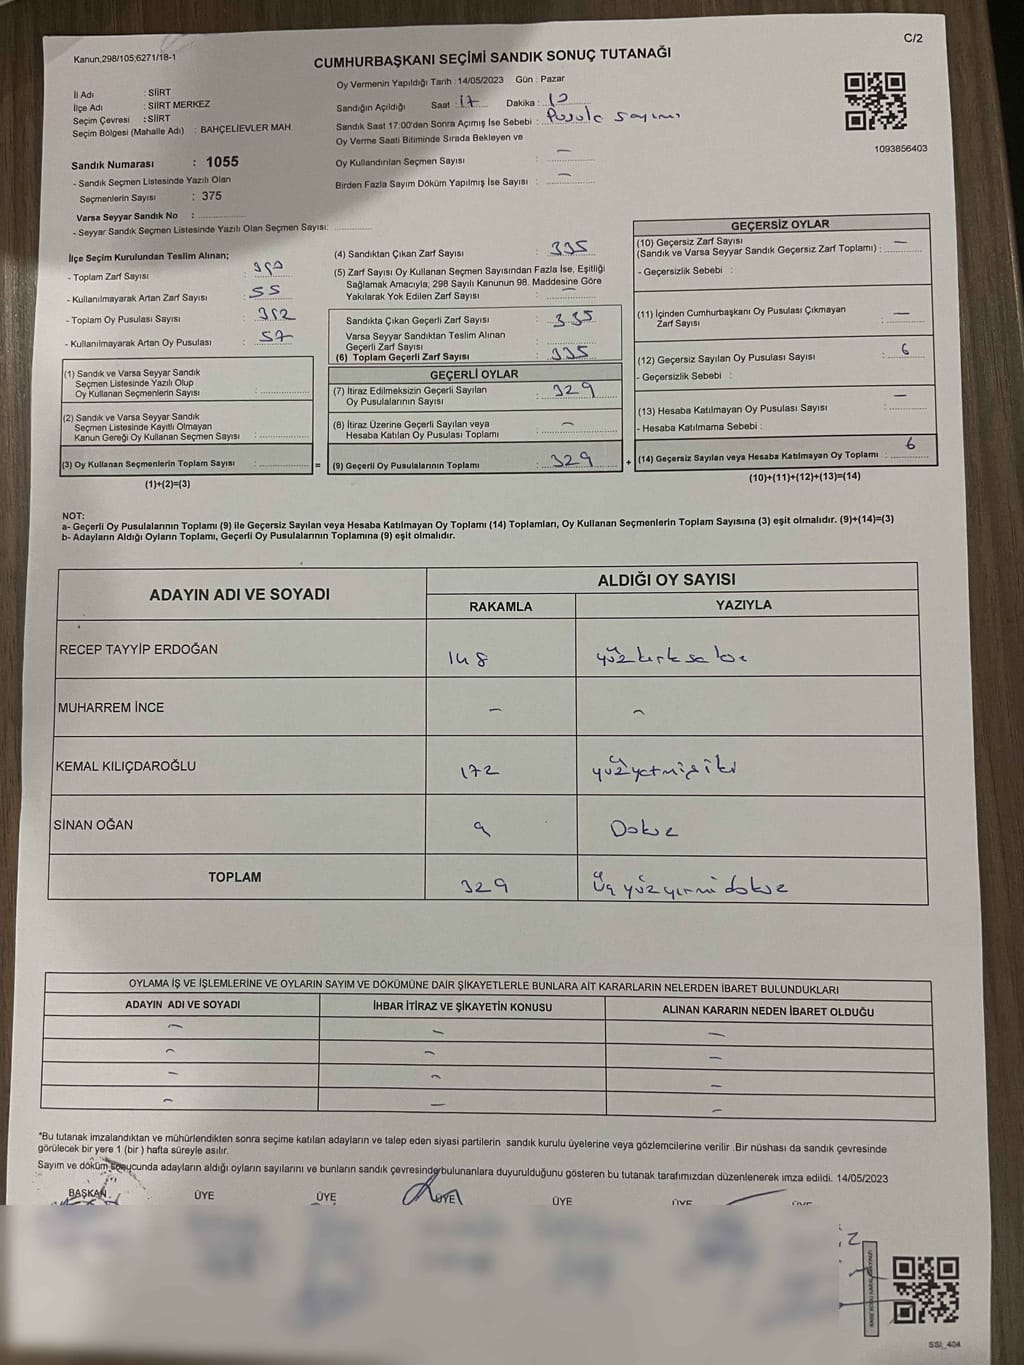 C/2
Kanun;298/105;6271/18-1
CUMHURBAŞKANI SEÇİMİ SANDIK SONUÇ TUTANAĞI
Oy Vermenin Yapıldığı Tarih : 14/05/2023 Gün : Pazar
İl Adı : SİİRT
İlçe Adı : SİİRT MERKEZ
Seçim Çevresi : SİİRT
Seçim Bölgesi (Mahalle Adı) : BAHÇELİEVLER MAH.
Sandığın Açıldığı Saat : 17 Dakika :
Sandık Saat 17:00'den Sonra Açımış İse Sebebi : Pusula sayımı
Oy Verme Saati Bitiminde Sırada Bekleyen ve
Oy Kullandırılan Seçmen Sayısı : —
Birden Fazla Sayım Döküm Yapılmış İse Sayısı : —
1093856403
Sandık Numarası : 1055
- Sandık Seçmen Listesinde Yazılı Olan
Seçmenlerin Sayısı : 375
Varsa Seyyar Sandık No :
- Seyyar Sandık Seçmen Listesinde Yazılı Olan Seçmen Sayısı:
İlçe Seçim Kurulundan Teslim Alınan;
- Toplam Zarf Sayısı :
- Kullanılmayarak Artan Zarf Sayısı : 55
- Toplam Oy Pusulası Sayısı :
- Kullanılmayarak Artan Oy Pusulası : 57
(1) Sandık ve Varsa Seyyar Sandık
Seçmen Listesinde Yazılı Olup
Oy Kullanan Seçmenlerin Sayısı :
(2) Sandık ve Varsa Seyyar Sandık
Seçmen Listesinde Kayıtlı Olmayan
Kanun Gereği Oy Kullanan Seçmen Sayısı :
(3) Oy Kullanan Seçmenlerin Toplam Sayısı : =
(1)+(2)=(3)
(4) Sandıktan Çıkan Zarf Sayısı : 335
(5) Zarf Sayısı Oy Kullanan Seçmen Sayısından Fazla İse, Eşitliği
Sağlamak Amacıyla; 298 Sayılı Kanunun 98. Maddesine Göre
Yakılarak Yok Edilen Zarf Sayısı : —
Sandıkta Çıkan Geçerli Zarf Sayısı : 335
Varsa Seyyar Sandıktan Teslim Alınan
Geçerli Zarf Sayısı :
(6) Toplam Geçerli Zarf Sayısı : 335
GEÇERLİ OYLAR
(7) İtiraz Edilmeksizin Geçerli Sayılan
Oy Pusulalarının Sayısı : 329
(8) İtiraz Üzerine Geçerli Sayılan veya
Hesaba Katılan Oy Pusulası Toplamı : —
(9) Geçerli Oy Pusulalarının Toplamı : 329 +
GEÇERSİZ OYLAR
(10) Geçersiz Zarf Sayısı
(Sandık ve Varsa Seyyar Sandık Geçersiz Zarf Toplamı) : —
- Geçersizlik Sebebi :
(11) İçinden Cumhurbaşkanı Oy Pusulası Çıkmayan
Zarf Sayısı : —
(12) Geçersiz Sayılan Oy Pusulası Sayısı : 6
- Geçersizlik Sebebi :
(13) Hesaba Katılmayan Oy Pusulası Sayısı : —
- Hesaba Katılmama Sebebi :
(14) Geçersiz Sayılan veya Hesaba Katılmayan Oy Toplamı : 6
(10)+(11)+(12)+(13)=(14)
NOT:
a- Geçerli Oy Pusulalarının Toplamı (9) ile Geçersiz Sayılan veya Hesaba Katılmayan Oy Toplamı (14) Toplamları, Oy Kullanan Seçmenlerin Toplam Sayısına (3) eşit olmalıdır. (9)+(14)=(3)
b- Adayların Aldığı Oyların Toplamı, Geçerli Oy Pusulalarının Toplamına (9) eşit olmalıdır.
ADAYIN ADI VE SOYADI ALDIĞI OY SAYISI
RAKAMLA YAZIYLA
RECEP TAYYİP ERDOĞAN 148 yüz kırk sekiz
MUHARREM İNCE — —
KEMAL KILIÇDAROĞLU 172 yüz yetmiş iki
SİNAN OĞAN 9 Dokuz
TOPLAM 329 Üç yüz yirmi dokuz
OYLAMA İŞ VE İŞLEMLERİNE VE OYLARIN SAYIM VE DÖKÜMÜNE DAİR ŞİKAYETLERLE BUNLARA AİT KARARLARIN NELERDEN İBARET BULUNDUKLARI
ADAYIN ADI VE SOYADI İHBAR İTİRAZ VE ŞİKAYETİN KONUSU ALINAN KARARIN NEDEN İBARET OLDUĞU
— — —
— — —
— — —
— — —
*Bu tutanak imzalandıktan ve mühürlendikten sonra seçime katılan adayların ve talep eden siyasi partilerin sandık kurulu üyelerine veya gözlemcilerine verilir .Bir nüshası da sandık çevresinde
görülecek bir yere 1 (bir ) hafta süreyle asılır.
Sayım ve döküm sonucunda adayların aldığı oyların sayılarını ve bunların sandık çevresinde bulunanlara duyurulduğunu gösteren bu tutanak tarafımızdan düzenlenerek imza edildi. 14/05/2023
BAŞKAN ÜYE ÜYE ÜYE ÜYE ÜYE ÜYE
SSİ_404